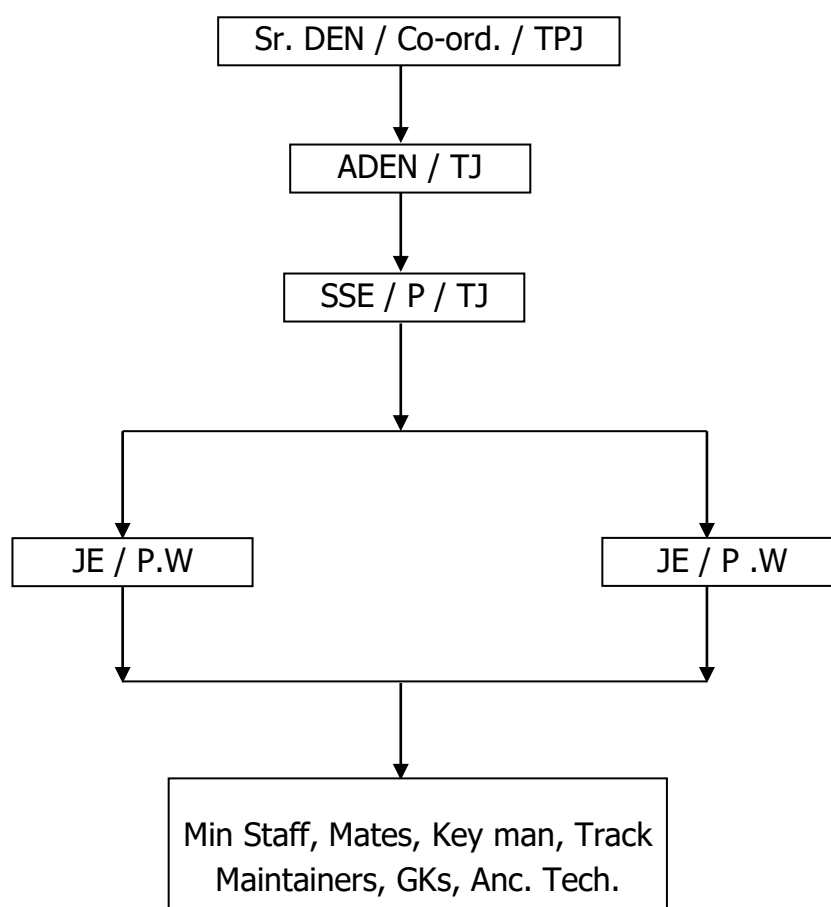 Sr. DEN / Co-ord. / TPJ
ADEN / TJ
SSE / P / TJ
JE / P.W
JE / P .W
Min Staff, Mates, Key man, Track
Maintainers, GKs, Anc. Tech.